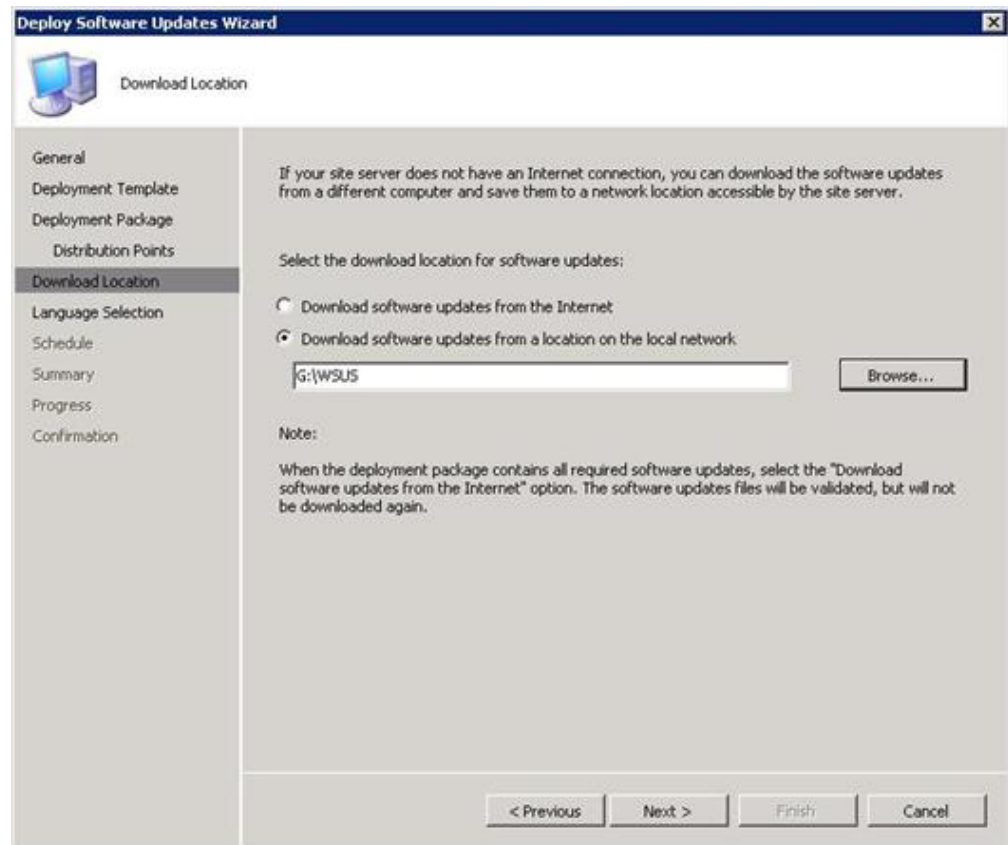 Deploy Software Updates Wizard
Download Location
General
Deployment Template
Deployment Package
Distribution Points
Download Location
Language Selection
Schedule
Summary
Progress
Confirmation
If your site server does not have an Internet connection, you can download the software updates
from a different computer and save them to a network location accessible by the site server.
Select the download location for software updates:
Download software updates from the Internet
Download software updates from a location on the local network
G:\WSUS
Browse...
Note:
When the deployment package contains all required software updates, select the "Download
software updates from the Internet" option. The software updates files will be validated, but will not
be downloaded again.
< Previous
Next >
Finish
Cancel